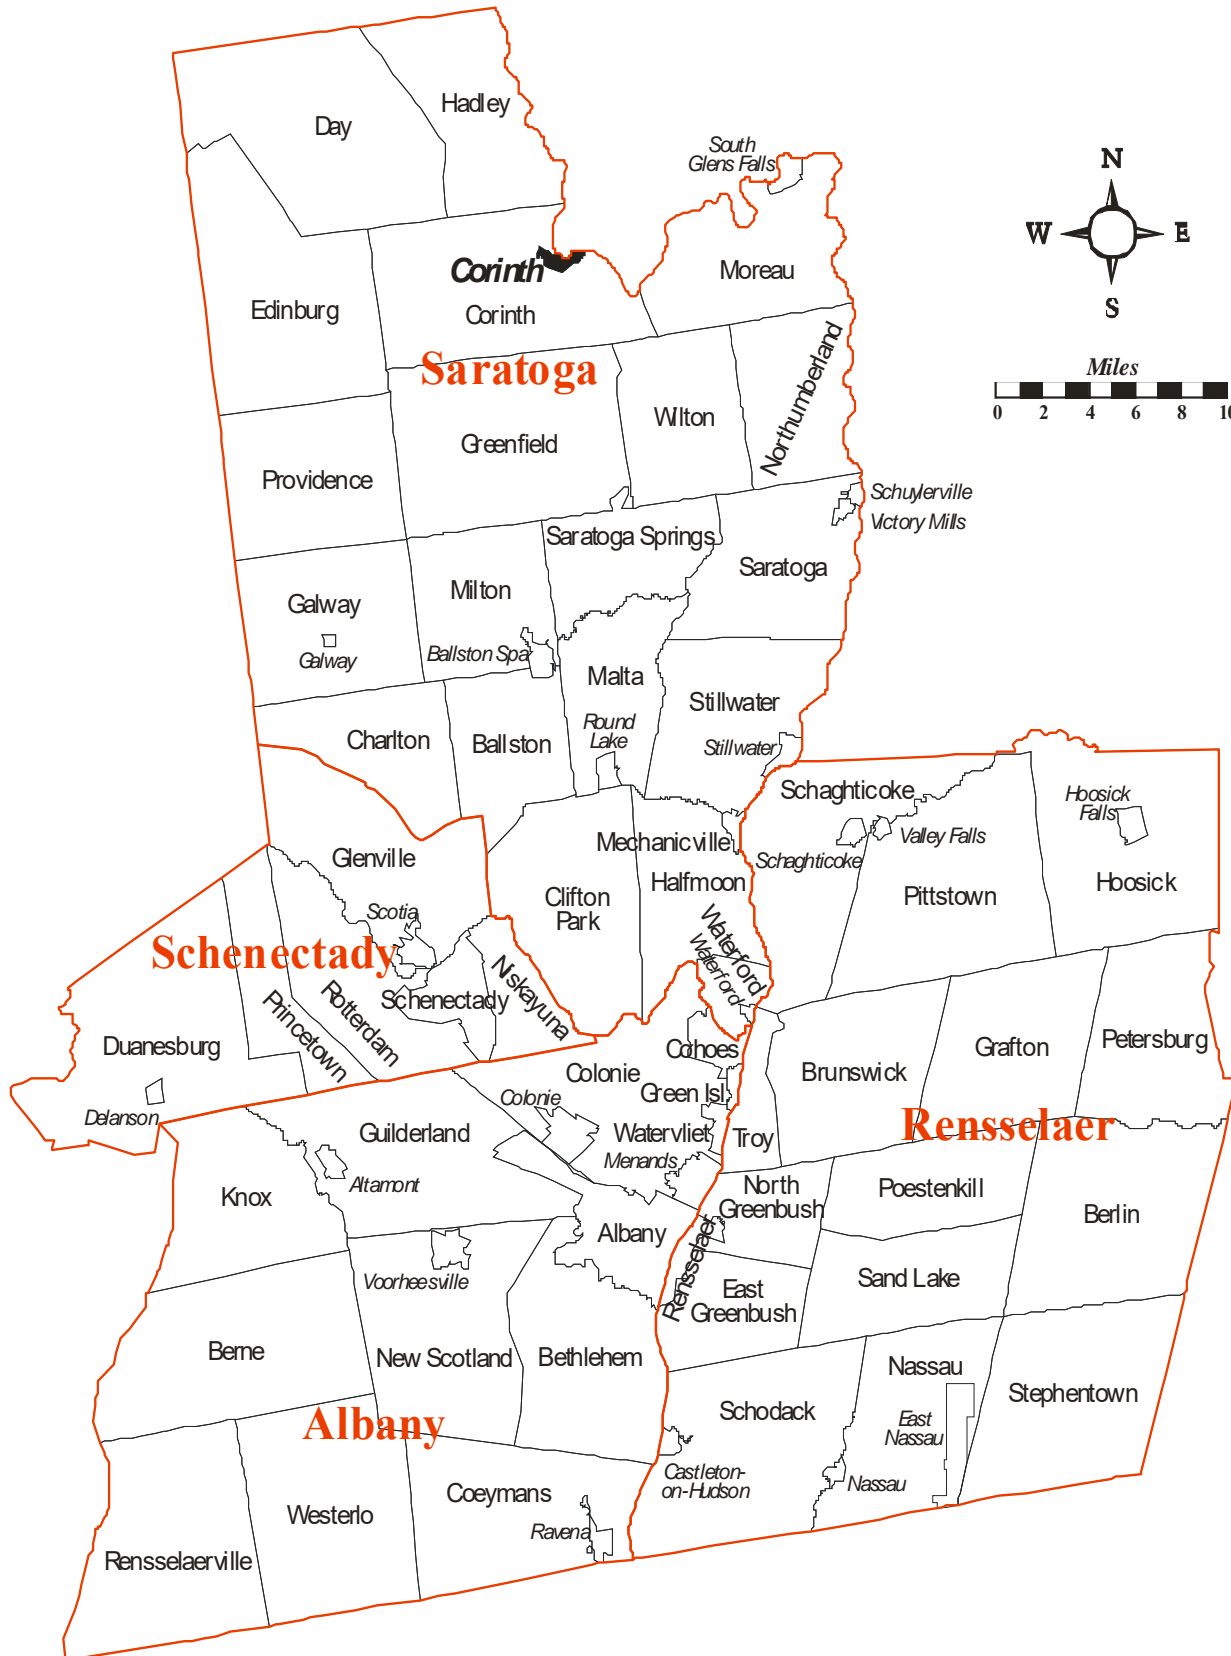 Hadley
Day
South
Glens Falls
N
W
E
S
Corinth
Moreau
Edinburg
Corinth
Saratoga
Northumberland
Miles
0 2 4 6 8 10
Wilton
Greenfield
Providence
Schuylerville
Victory Mills
Saratoga Springs
Saratoga
Milton
Galway
Galway
Ballston Spa
Malta
Stillwater
Round
Lake
Stillwater
Charlton
Ballston
Schaghticoke
Hoosick
Falls
Mechanicville
Valley Falls
Schaghticoke
Glenville
Halfmoon
Hoosick
Pittstown
Clifton
Park
Scotia
Waterford
Waterford
Schenectady
Niskayuna
Schenectady
Rotterdam
Princetown
Duanesburg
Cohoes
Grafton
Petersburg
Colonie
Brunswick
Green Isl.
Colonie
Delanson
Rensselaer
Guilderland
Watervliet
Troy
Menands
Altamont
Knox
North
Greenbush
Poestenkill
Berlin
Albany
Rensselaer
Voorheesville
Sand Lake
East
Greenbush
Berne
New Scotland
Bethlehem
Nassau
Stephentown
Schodack
Albany
East
Nassau
Castleton-
on-Hudson
Nassau
Coeymans
Westerlo
Ravena
Rensselaerville